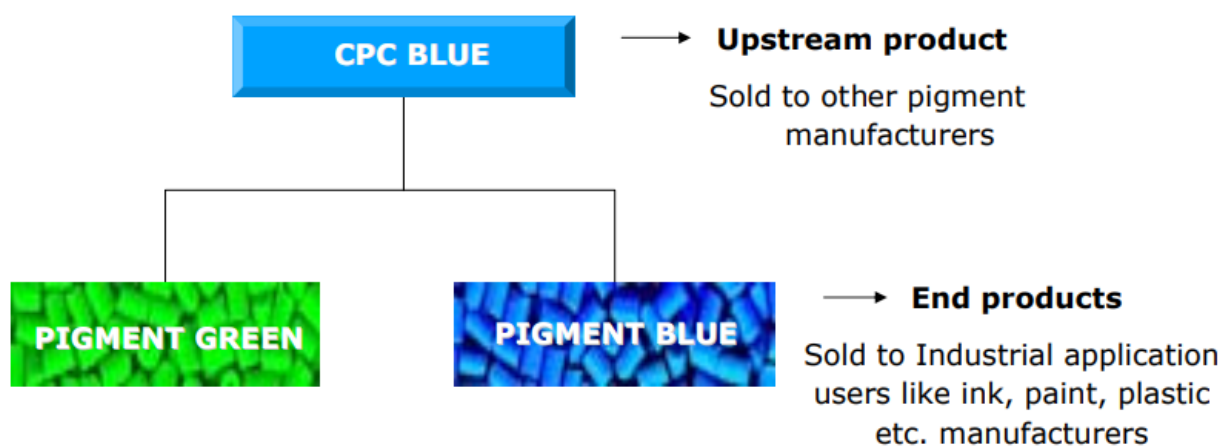 CPC BLUE
Upstream product
Sold to other pigment
manufacturers
PIGMENT GREEN
PIGMENT BLUE
End products
Sold to Industrial application
users like ink, paint, plastic
etc. manufacturers